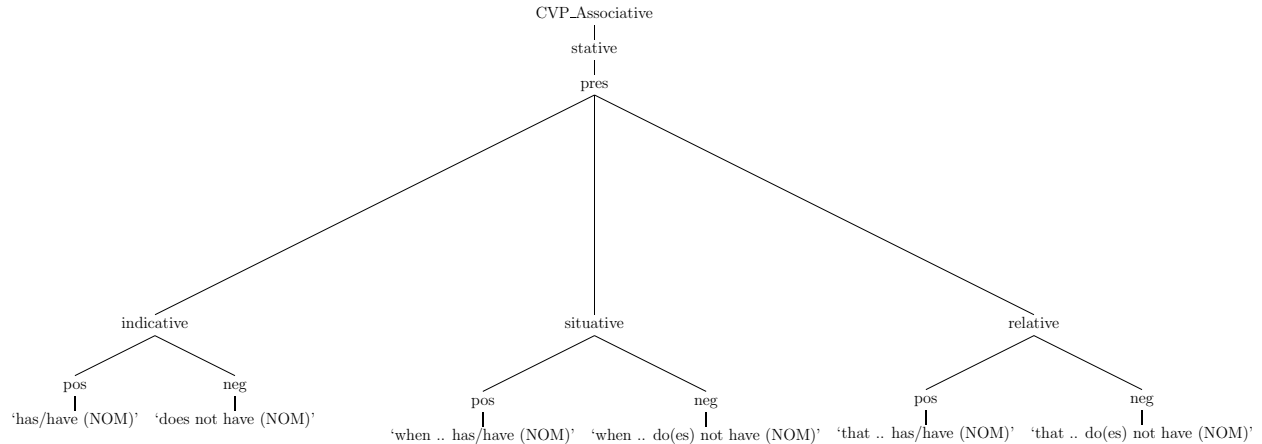 CVP_Associative
stative
pres
indicative situative relative
pos neg pos neg pos neg
‘has/have (NOM)’ ‘does not have (NOM)’ ‘when .. has/have (NOM)’ ‘when .. do(es) not have (NOM)’ ‘that .. has/have (NOM)’ ‘that .. do(es) not have (NOM)’